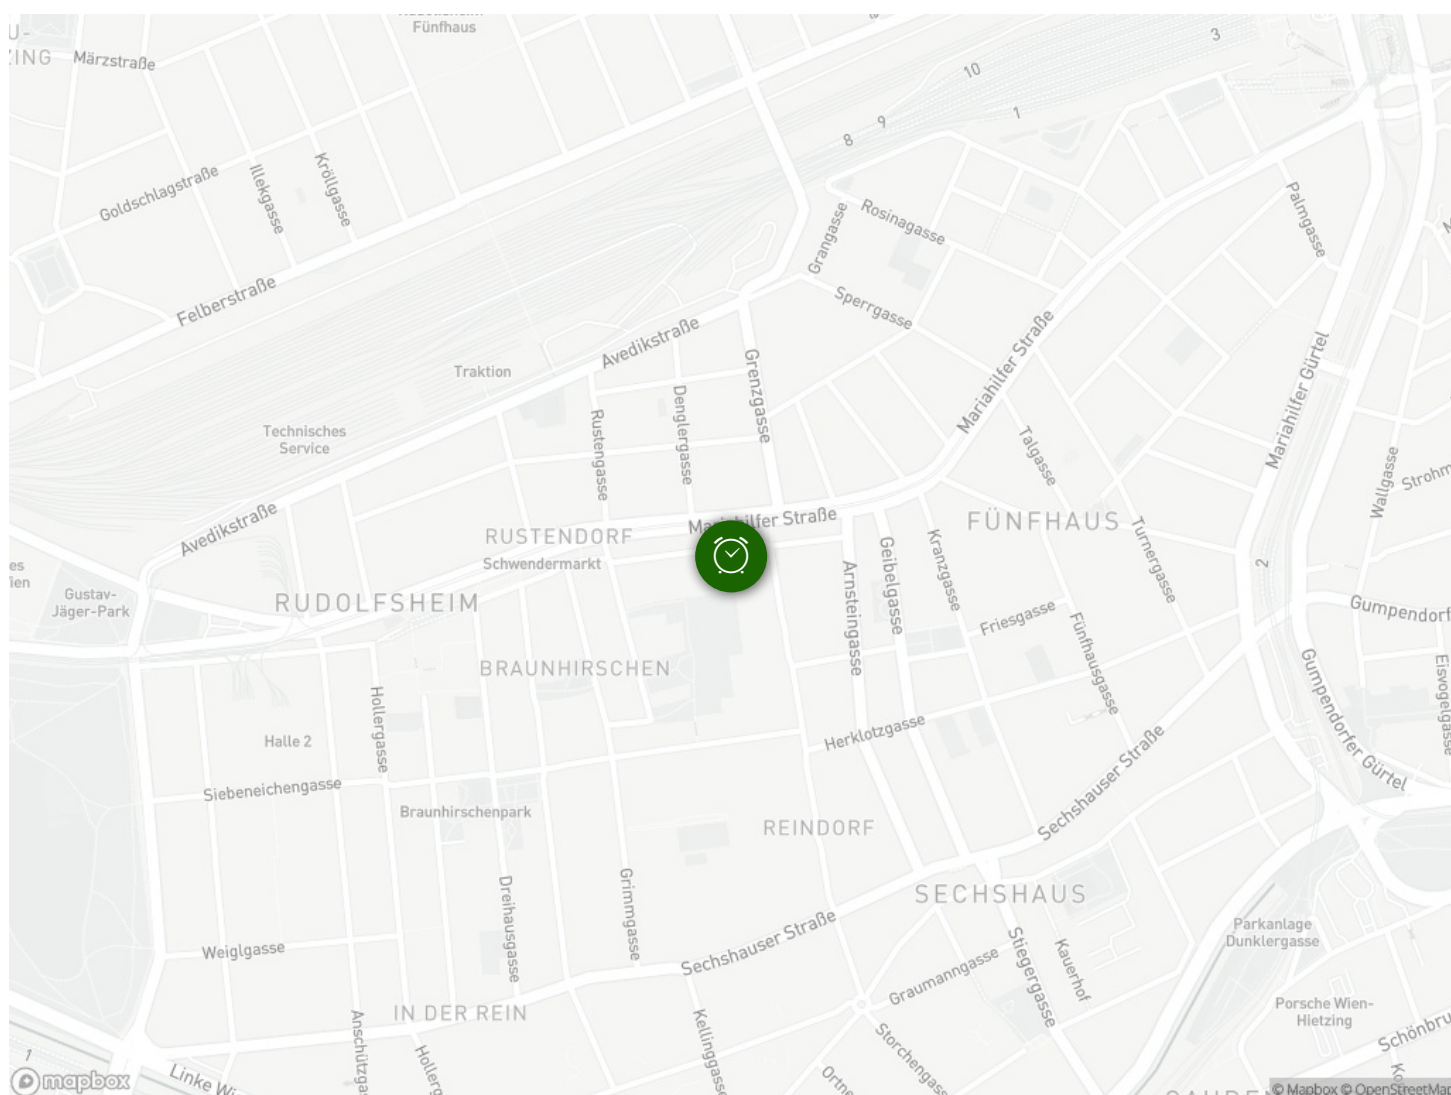 Fünfhaus
Märzstraße
3
10
9
8
1
Goldschlagstraße
Illekgasse
Kröllgasse
Palmgasse
Rosinagasse
Grangasse
Felberstraße
Sperrgasse
Avedikstraße
Mariahilfer Straße
Mariahilfer Gürtel
Traktion
Grenzgasse
Denglergasse
Rustengasse
Technisches
Service
Talgasse
Wallgasse
Avedikstraße
RUSTENDORF
Schwendermarkt
FÜNFHAUS
Turnergasse
Kranzgasse
Geibelgasse
Arnsteingasse
2
Gustav-
Jäger-Park
RUDOLFSHEIM
Friesgasse
Fünfhausgasse
BRAUNHIRSCHEN
Hollergasse
Eisvogelgasse
Gumpendorfer Gürtel
Herklotzgasse
Halle 2
Siebeneichengasse
Braunhirschenpark
REINDORF
Sechshauser Straße
Grimmgasse
Dreihausgasse
SECHSHAUS
Weiglgasse
Sechshauser Straße
Parkanlage
Dunklergasse
Stiegergasse
Kauerhof
Graumanngasse
IN DER REIN
Porsche Wien-
Hietzing
Kellinggasse
1
mapbox
© Mapbox © OpenStreetMap